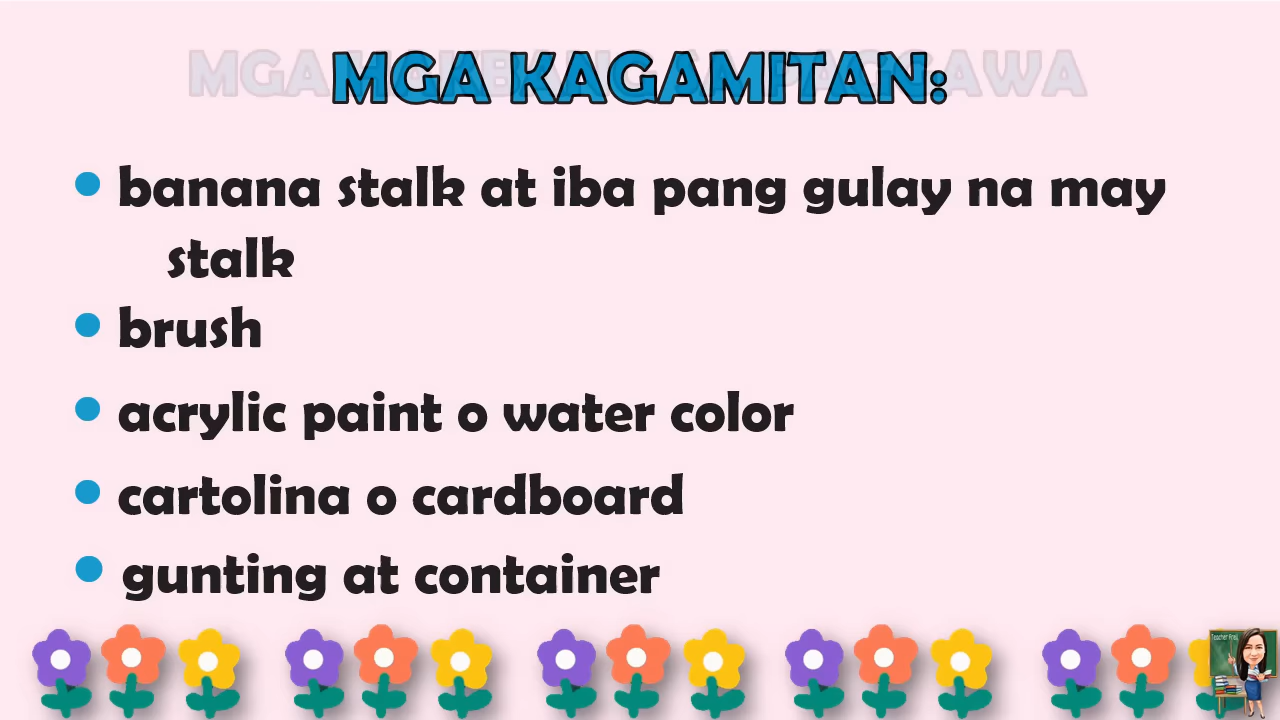 MGA KAGAMITAN:
banana stalk at iba pang gulay na may
stalk
brush
acrylic paint o water color
cartolina o cardboard
gunting at container